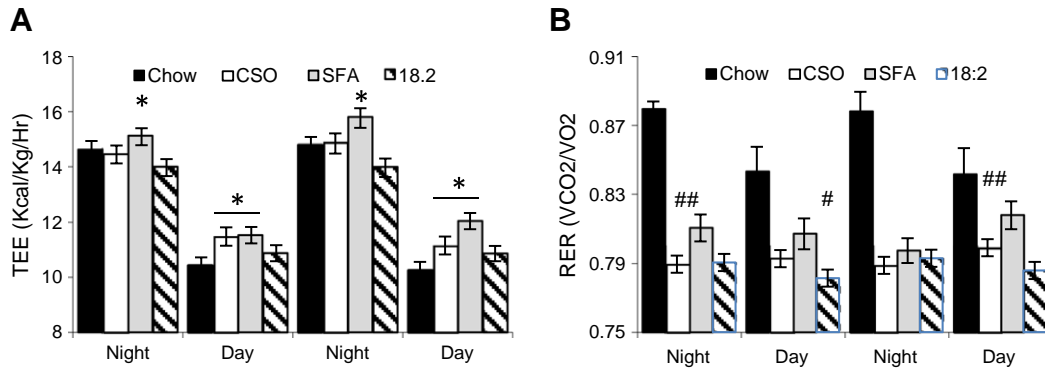 A
TEE (Kcal/Kg/Hr)
18
16
14
12
10
8
Chow CSO SFA 18.2
* *
* *
Night Day Night Day
B
RER (VCO2/VO2
0.91
0.87
0.83
0.79
0.75
Chow CSO SFA 18:2
## # ##
Night Day Night Day